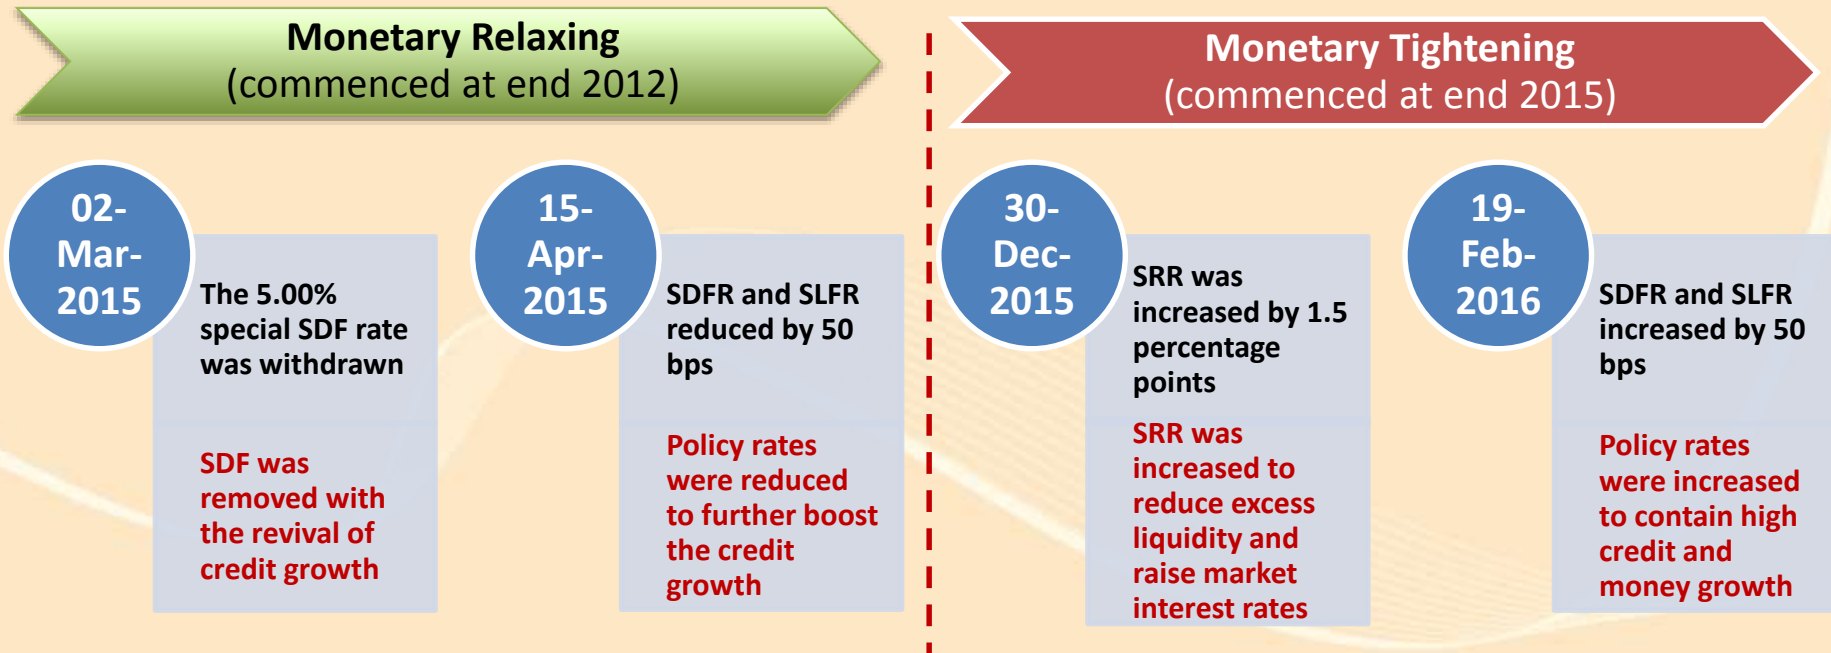 Monetary Relaxing
(commenced at end 2012)
Monetary Tightening
(commenced at end 2015)
02-
Mar-
2015
The 5.00%
special SDF rate
was withdrawn
SDF was
removed with
the revival of
credit growth
15-
Apr-
2015
SDFR and SLFR
reduced by 50
bps
Policy rates
were reduced
to further boost
the credit
growth
30-
Dec-
2015
SRR was
increased by 1.5
percentage
points
SRR was
increased to
reduce excess
liquidity and
raise market
interest rates
19-
Feb-
2016
SDFR and SLFR
increased by 50
bps
Policy rates
were increased
to contain high
credit and
money growth